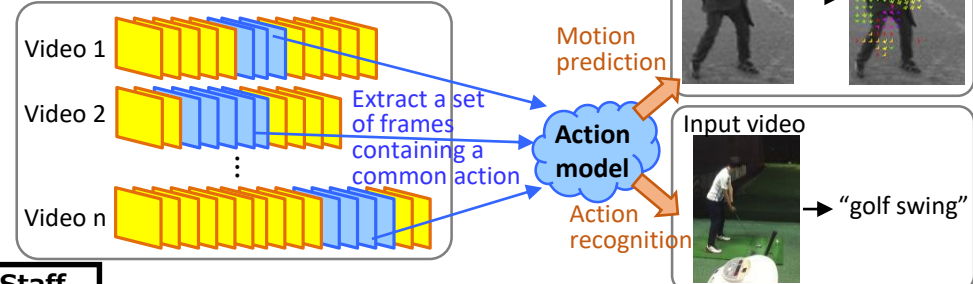 Video 1
Video 2
⋮
Video n
Extract a set
of frames
containing a
common action
Action
model
Motion
prediction
Action
recognition
Input video
“golf swing”
Staff